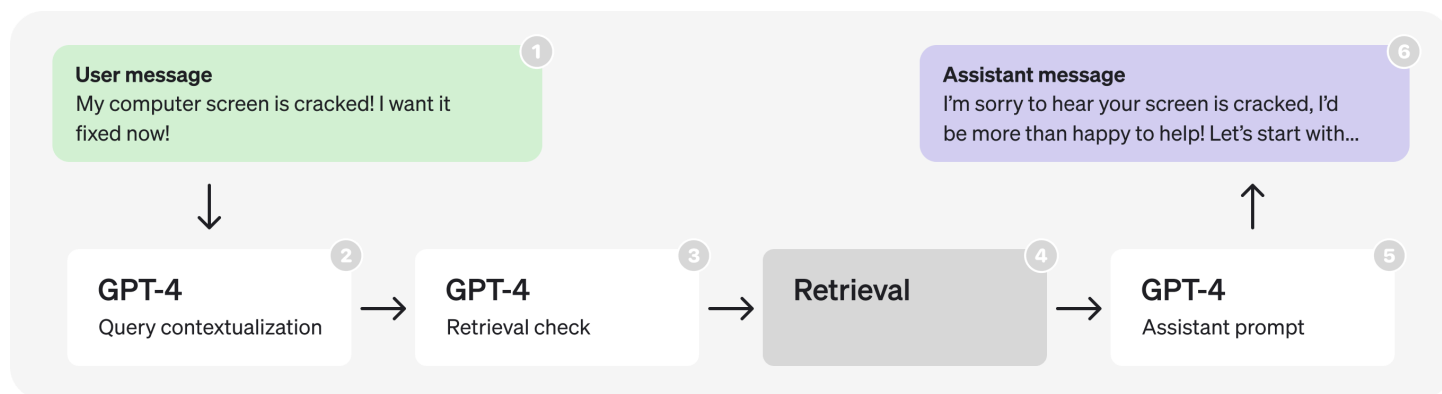 1
User message
My computer screen is cracked! I want it
fixed now!
6
Assistant message
I’m sorry to hear your screen is cracked, I’d
be more than happy to help! Let’s start with...
2
GPT-4
Query contextualization
3
GPT-4
Retrieval check
4
Retrieval
5
GPT-4
Assistant prompt